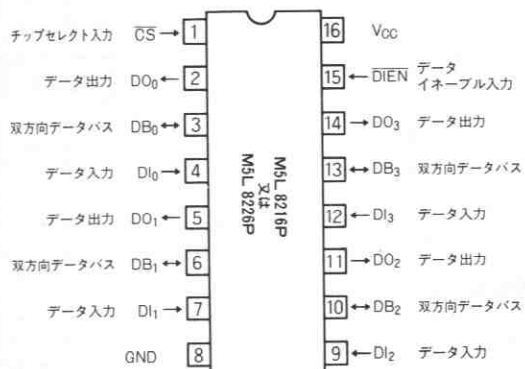 チップセレクト入力 C̅S̅ 1
データ出力 DO₀ 2
双方向データバス DB₀ 3
データ入力 DI₀ 4
データ出力 DO₁ 5
双方向データバス DB₁ 6
データ入力 DI₁ 7
GND 8
M5L 8216P
又は
M5L 8226P
16 VCC
15 D̅I̅E̅N̅ データ
イネーブル入力
14 DO₃ データ出力
13 DB₃ 双方向データバス
12 DI₃ データ入力
11 DO₂ データ出力
10 DB₂ 双方向データバス
9 DI₂ データ入力